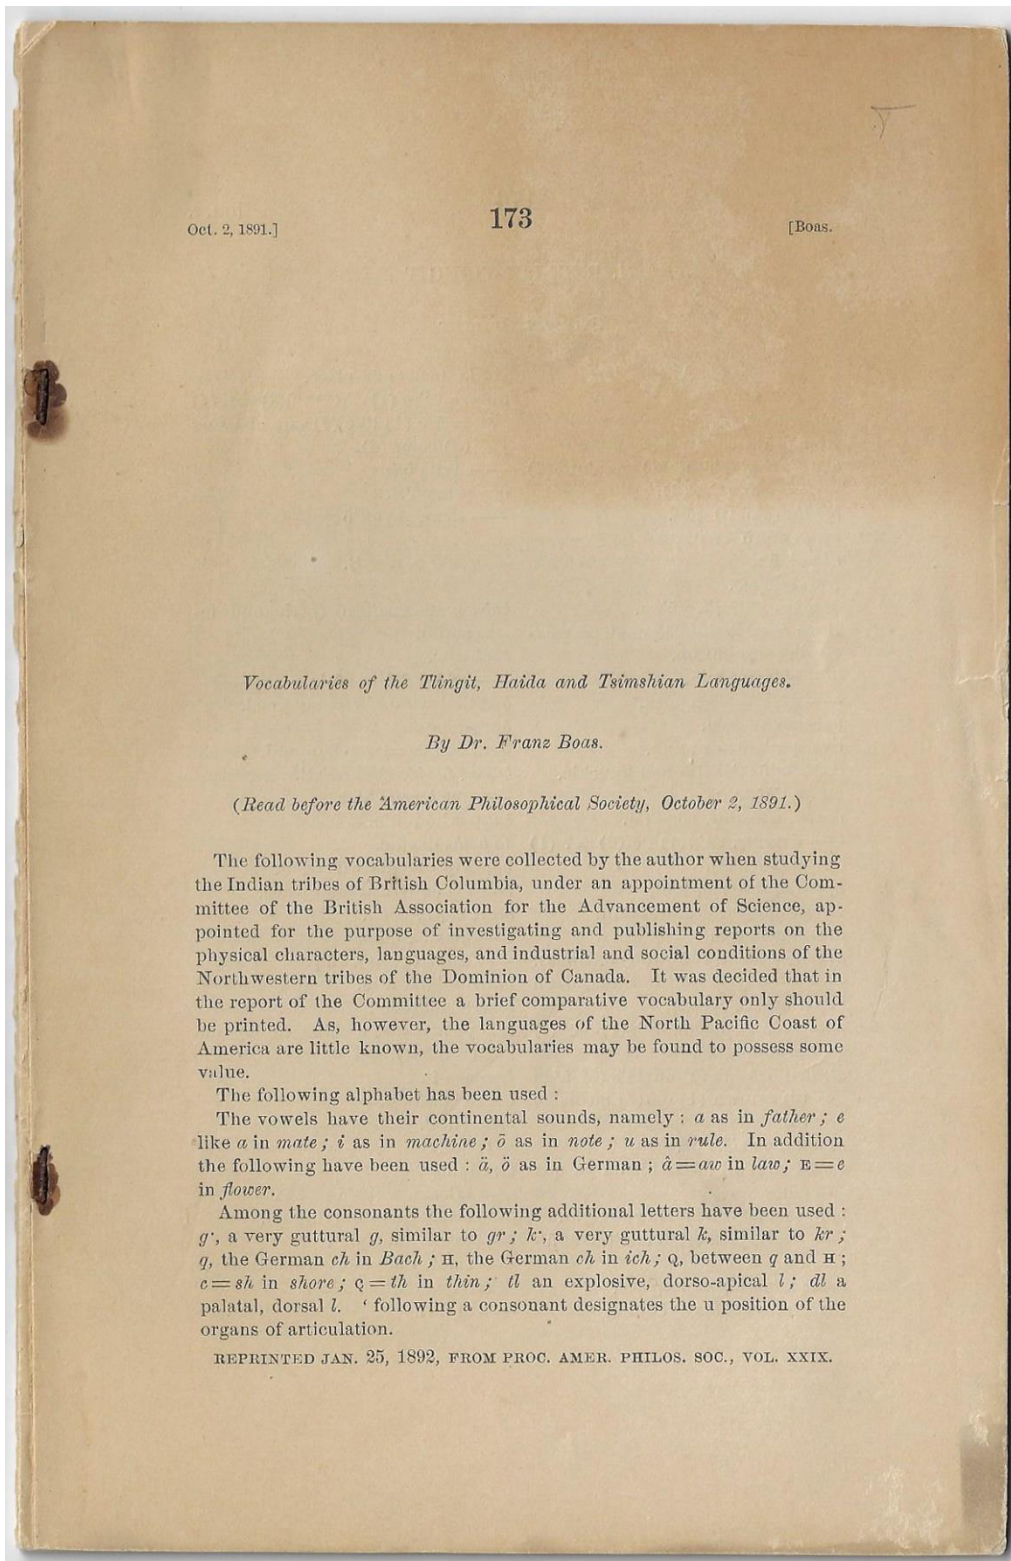 Oct. 2, 1891.] 173 [Boas.
Vocabularies of the Tlingit, Haida and Tsimshian Languages.
By Dr. Franz Boas.
(Read before the American Philosophical Society, October 2, 1891.)
The following vocabularies were collected by the author when studying
the Indian tribes of British Columbia, under an appointment of the Com-
mittee of the British Association for the Advancement of Science, ap-
pointed for the purpose of investigating and publishing reports on the
physical characters, languages, and industrial and social conditions of the
Northwestern tribes of the Dominion of Canada. It was decided that in
the report of the Committee a brief comparative vocabulary only should
be printed. As, however, the languages of the North Pacific Coast of
America are little known, the vocabularies may be found to possess some
value.
The following alphabet has been used :
The vowels have their continental sounds, namely : a as in father ; e
like a in mate ; i as in machine ; ō as in note ; u as in rule. In addition
the following have been used : ä, ö as in German ; â=aw in law ; ᴇ=e
in flower.
Among the consonants the following additional letters have been used :
g·, a very guttural g, similar to gr ; k·, a very guttural k, similar to kr ;
q, the German ch in Bach ; ʜ, the German ch in ich ; Q, between q and ʜ ;
c=sh in shore ; Ç=th in thin ; tl an explosive, dorso-apical l ; dl a
palatal, dorsal l. ‘ following a consonant designates the u position of the
organs of articulation.
REPRINTED JAN. 25, 1892, FROM PROC. AMER. PHILOS. SOC., VOL. XXIX.